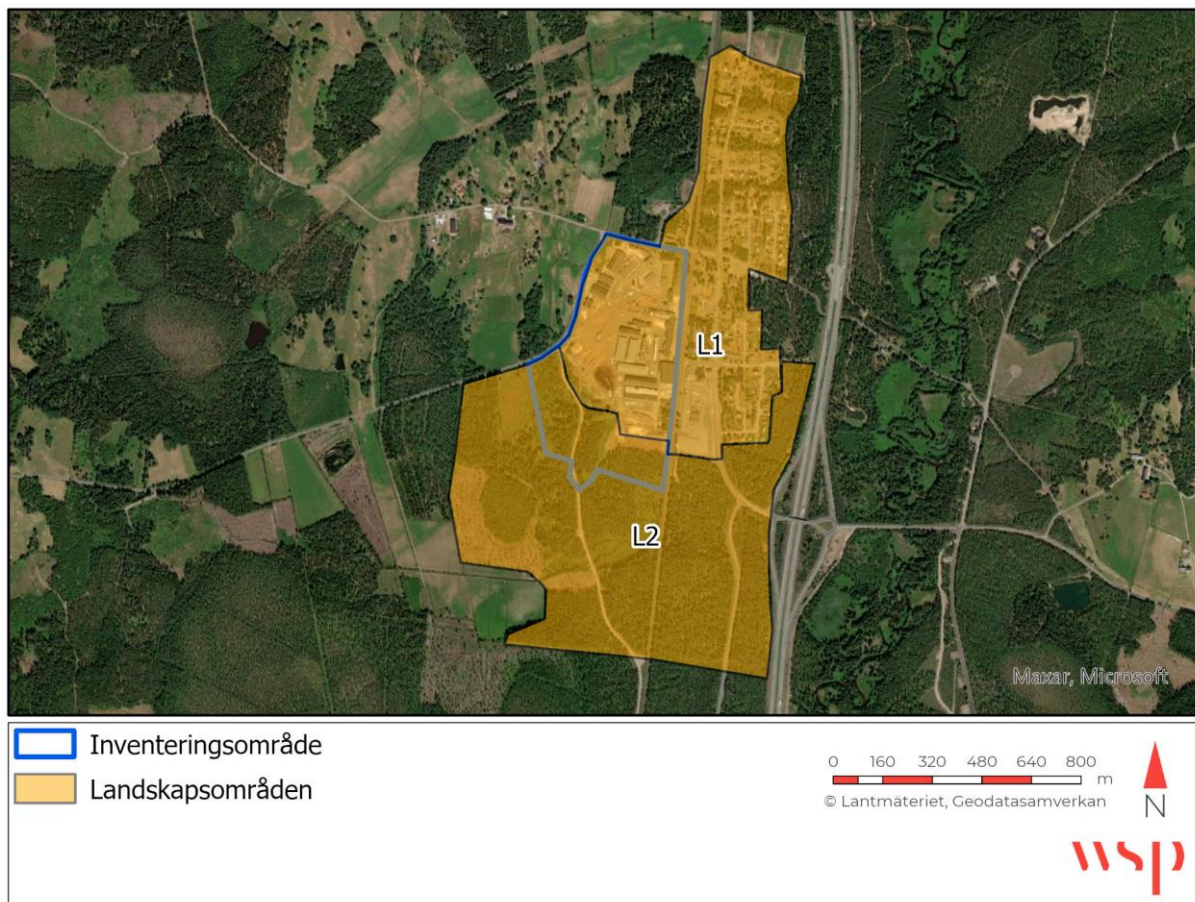 L1
L2
Maxar, Microsoft
Inventeringsområde
Landskapsområden
0 160 320 480 640 800
m
© Lantmäteriet, Geodatasamverkan
N
wsp